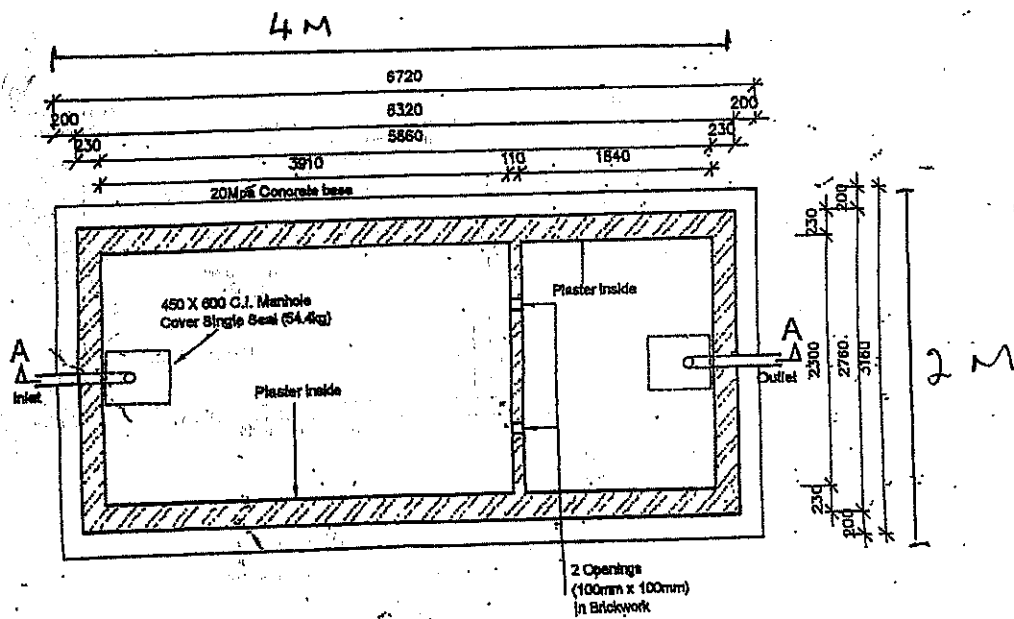 4 M
6720
200
6320
200
230
5860
230
3910
110
1840
20Mpa Concrete base
230
200
Plaster Inside
450 X 600 C.I. Manhole
Cover Single Seal (54.4kg)
A
Inlet
A
Outlet
2300
2760
3160
2 M
Plaster Inside
230
200
2 Openings
(100mm x 100mm)
In Brickwork